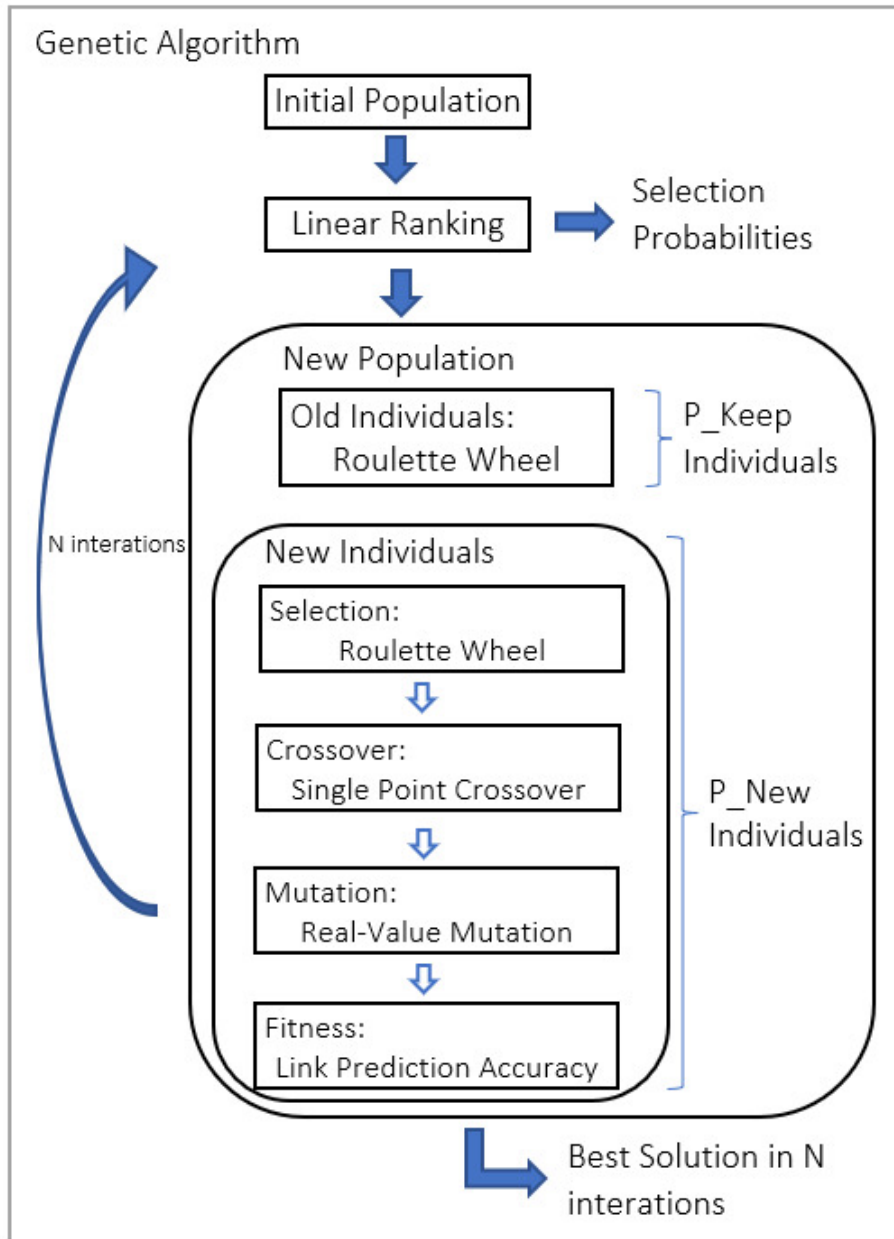 Genetic Algorithm
Initial Population
Linear Ranking
Selection
Probabilities
New Population
Old Individuals:
Roulette Wheel
P_Keep
Individuals
N interations
New Individuals
Selection:
Roulette Wheel
Crossover:
Single Point Crossover
P_New
Individuals
Mutation:
Real-Value Mutation
Fitness:
Link Prediction Accuracy
Best Solution in N
interations